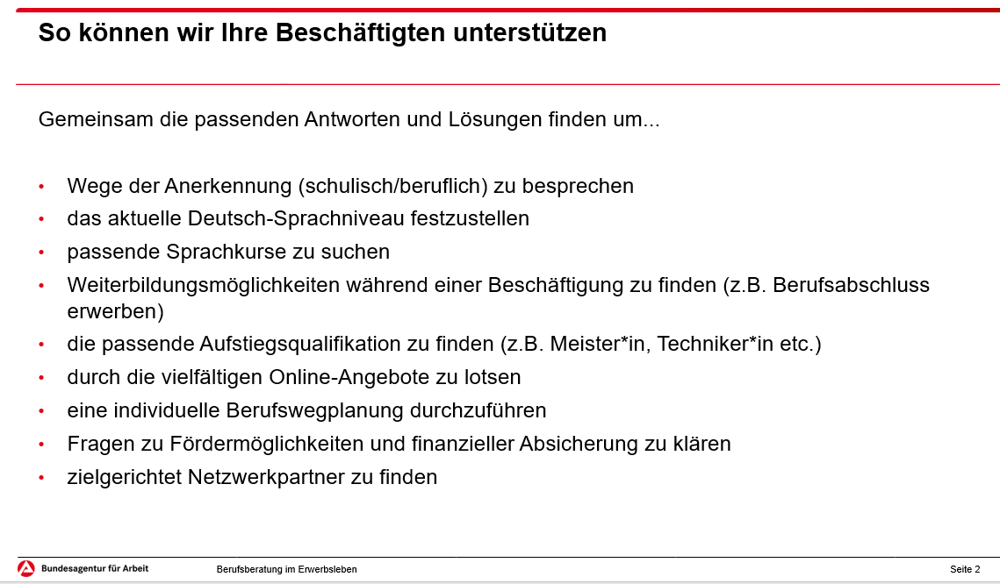 So können wir Ihre Beschäftigten unterstützen
Gemeinsam die passenden Antworten und Lösungen finden um...
• Wege der Anerkennung (schulisch/beruflich) zu besprechen
• das aktuelle Deutsch-Sprachniveau festzustellen
• passende Sprachkurse zu suchen
• Weiterbildungsmöglichkeiten während einer Beschäftigung zu finden (z.B. Berufsabschluss
erwerben)
• die passende Aufstiegsqualifikation zu finden (z.B. Meister*in, Techniker*in etc.)
• durch die vielfältigen Online-Angebote zu lotsen
• eine individuelle Berufswegplanung durchzuführen
• Fragen zu Fördermöglichkeiten und finanzieller Absicherung zu klären
• zielgerichtet Netzwerkpartner zu finden
Bundesagentur für Arbeit Berufsberatung im Erwerbsleben Seite 2